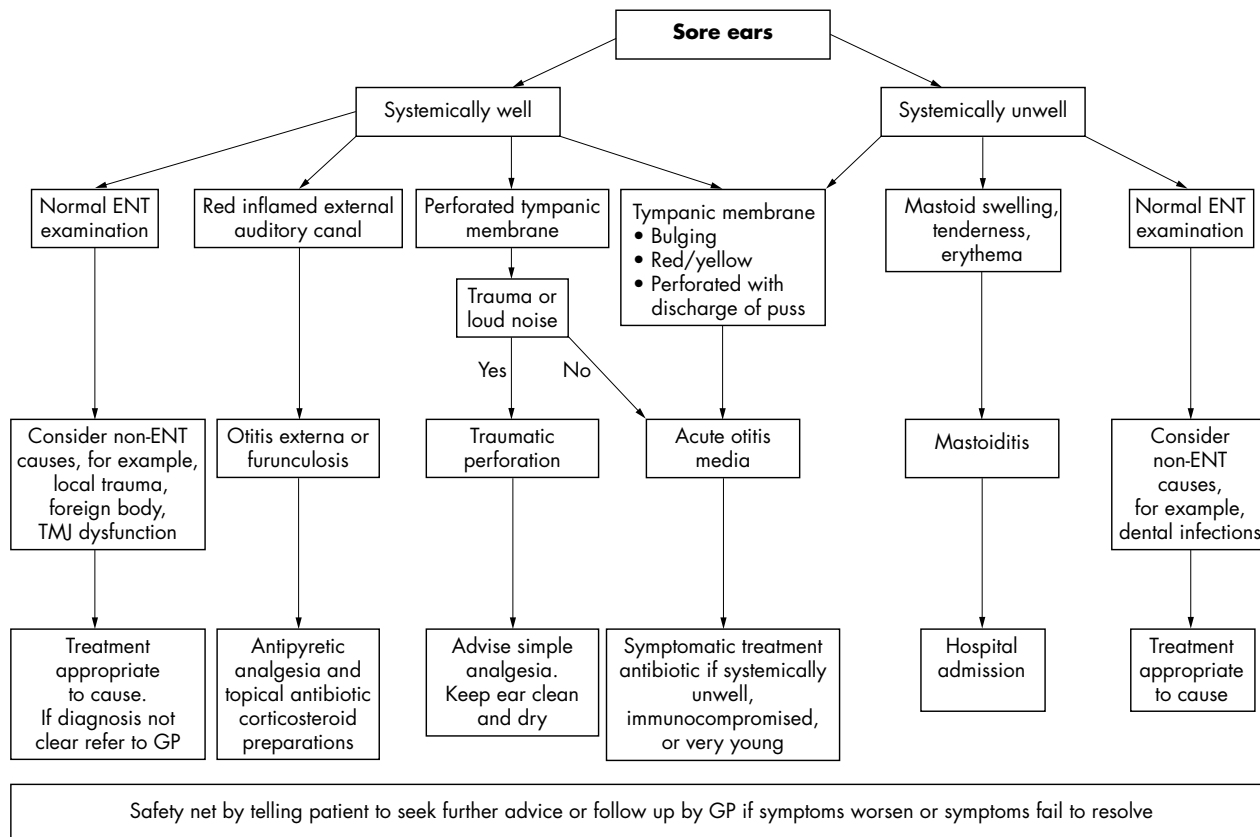 Sore ears
Systemically well
Systemically unwell
Normal ENT
examination
Red inflamed external
auditory canal
Perforated tympanic
membrane
Tympanic membrane
• Bulging
• Red/yellow
• Perforated with
discharge of puss
Mastoid swelling,
tenderness,
erythema
Normal ENT
examination
Trauma or
loud noise
Yes
No
Consider non-ENT
causes, for example,
local trauma,
foreign body,
TMJ dysfunction
Otitis externa or
furunculosis
Traumatic
perforation
Acute otitis
media
Mastoiditis
Consider
non-ENT
causes,
for example,
dental infections
Treatment
appropriate
to cause.
If diagnosis not
clear refer to GP
Antipyretic
analgesia and
topical antibiotic
corticosteroid
preparations
Advise simple
analgesia.
Keep ear clean
and dry
Symptomatic treatment
antibiotic if systemically
unwell,
immunocompromised,
or very young
Hospital
admission
Treatment
appropriate
to cause
Safety net by telling patient to seek further advice or follow up by GP if symptoms worsen or symptoms fail to resolve